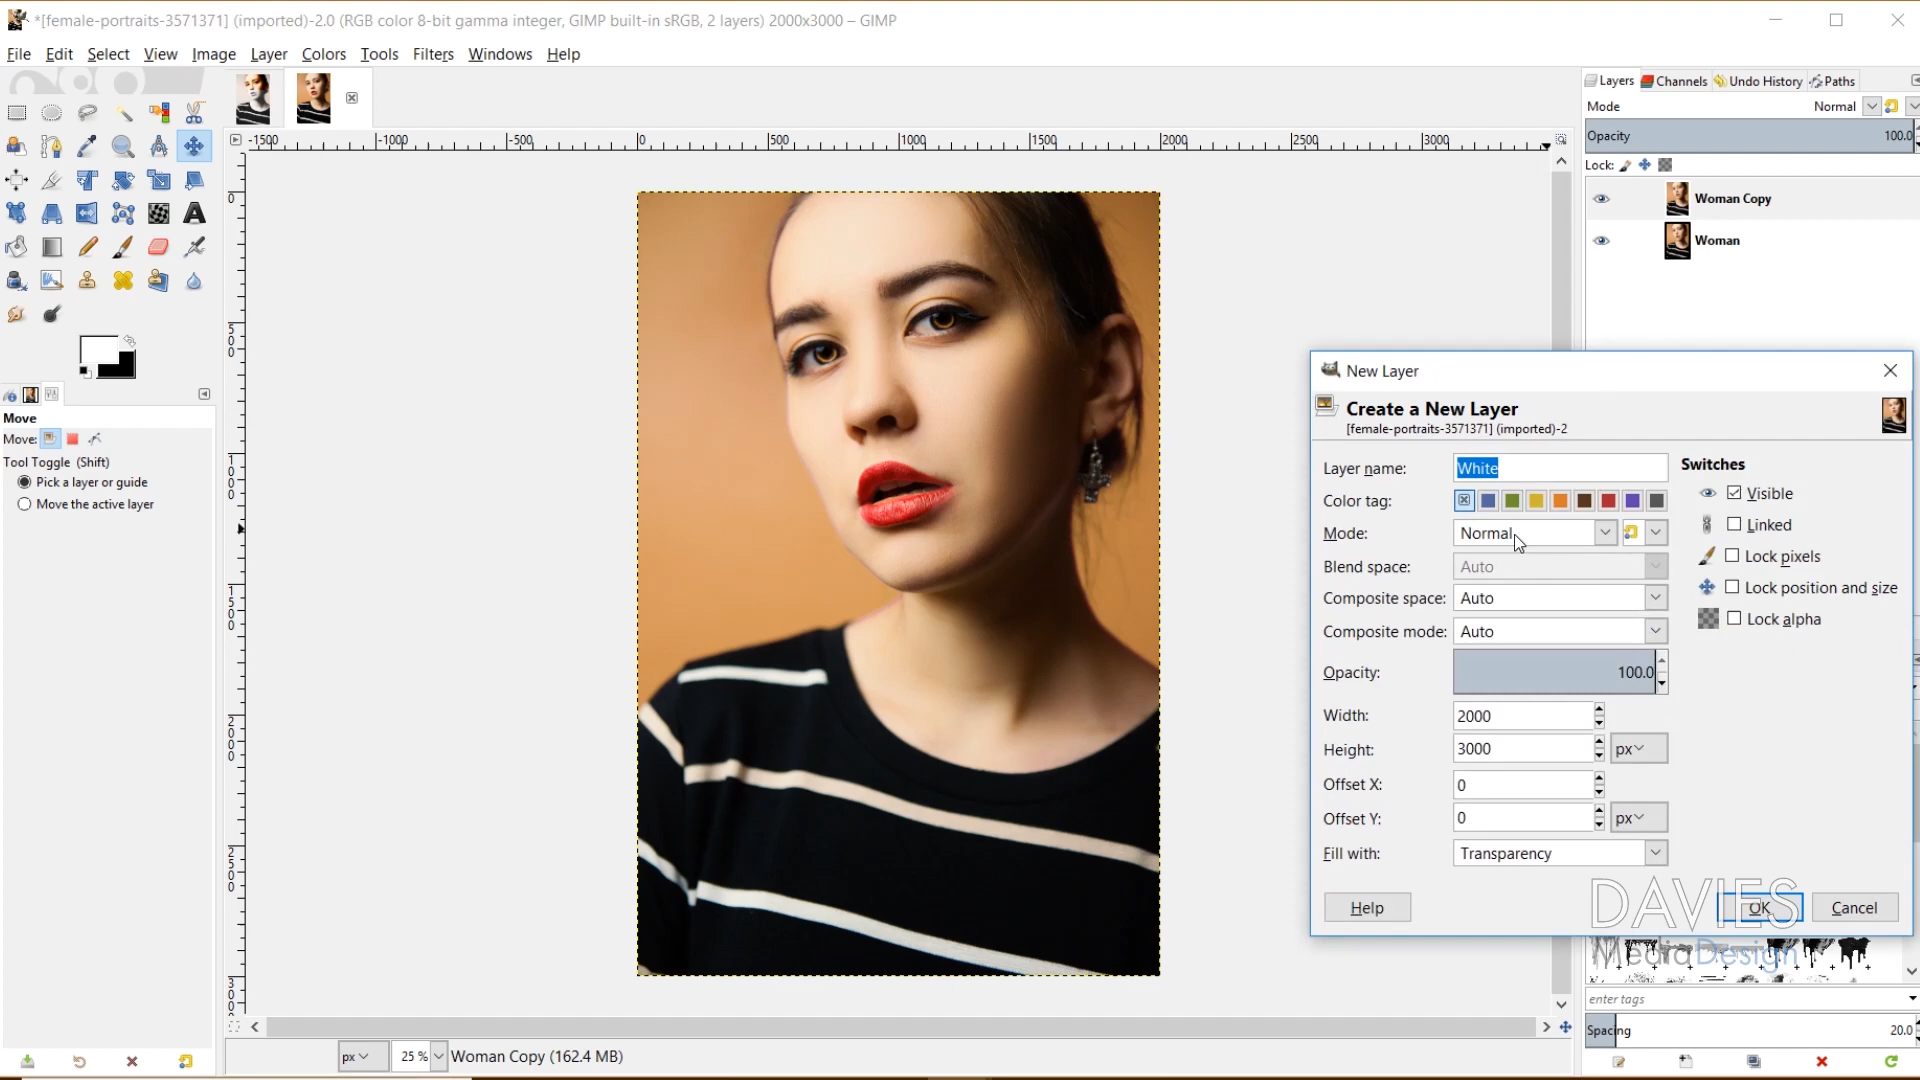 *[female-portraits-3571371] (imported)-2.0 (RGB color 8-bit gamma integer, GIMP built-in sRGB, 2 layers) 2000x3000 – GIMP
File Edit Select View Image Layer Colors Tools Filters Windows Help
Layers Channels Undo History Paths
Mode Normal
Opacity 100.0
Lock:
-1500 -1000 -500 0 500 1000 1500 2000 2500 3000
0
500
1000
1500
2000
2500
3000
Woman Copy
Woman
Move
Move:
Tool Toggle (Shift)
Pick a layer or guide
Move the active layer
New Layer
Create a New Layer
[female-portraits-3571371] (imported)-2
Layer name: White
Switches
Color tag:
Visible
Mode: Normal
Linked
Blend space: Auto
Lock pixels
Composite space: Auto
Lock position and size
Composite mode: Auto
Lock alpha
Opacity: 100.0
Width: 2000
Height: 3000 px
Offset X: 0
Offset Y: 0 px
Fill with: Transparency
Help OK Cancel
DAVIES
Media Design
enter tags
Spacing 20.0
px 25 % Woman Copy (162.4 MB)